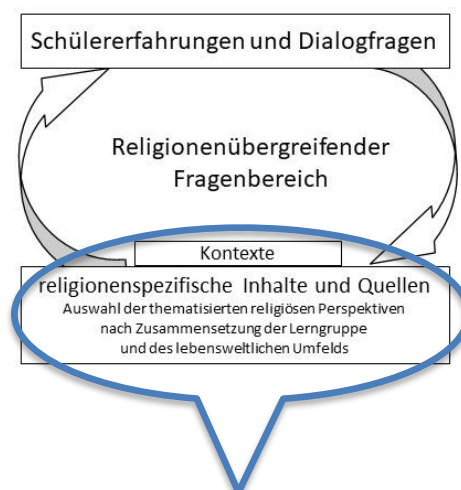 Schülererfahrungen und Dialogfragen
Religionenübergreifender
Fragenbereich
Kontexte
religionenspezifische Inhalte und Quellen
Auswahl der thematisierten religiösen Perspektiven
nach Zusammensetzung der Lerngruppe
und des lebensweltlichen Umfelds